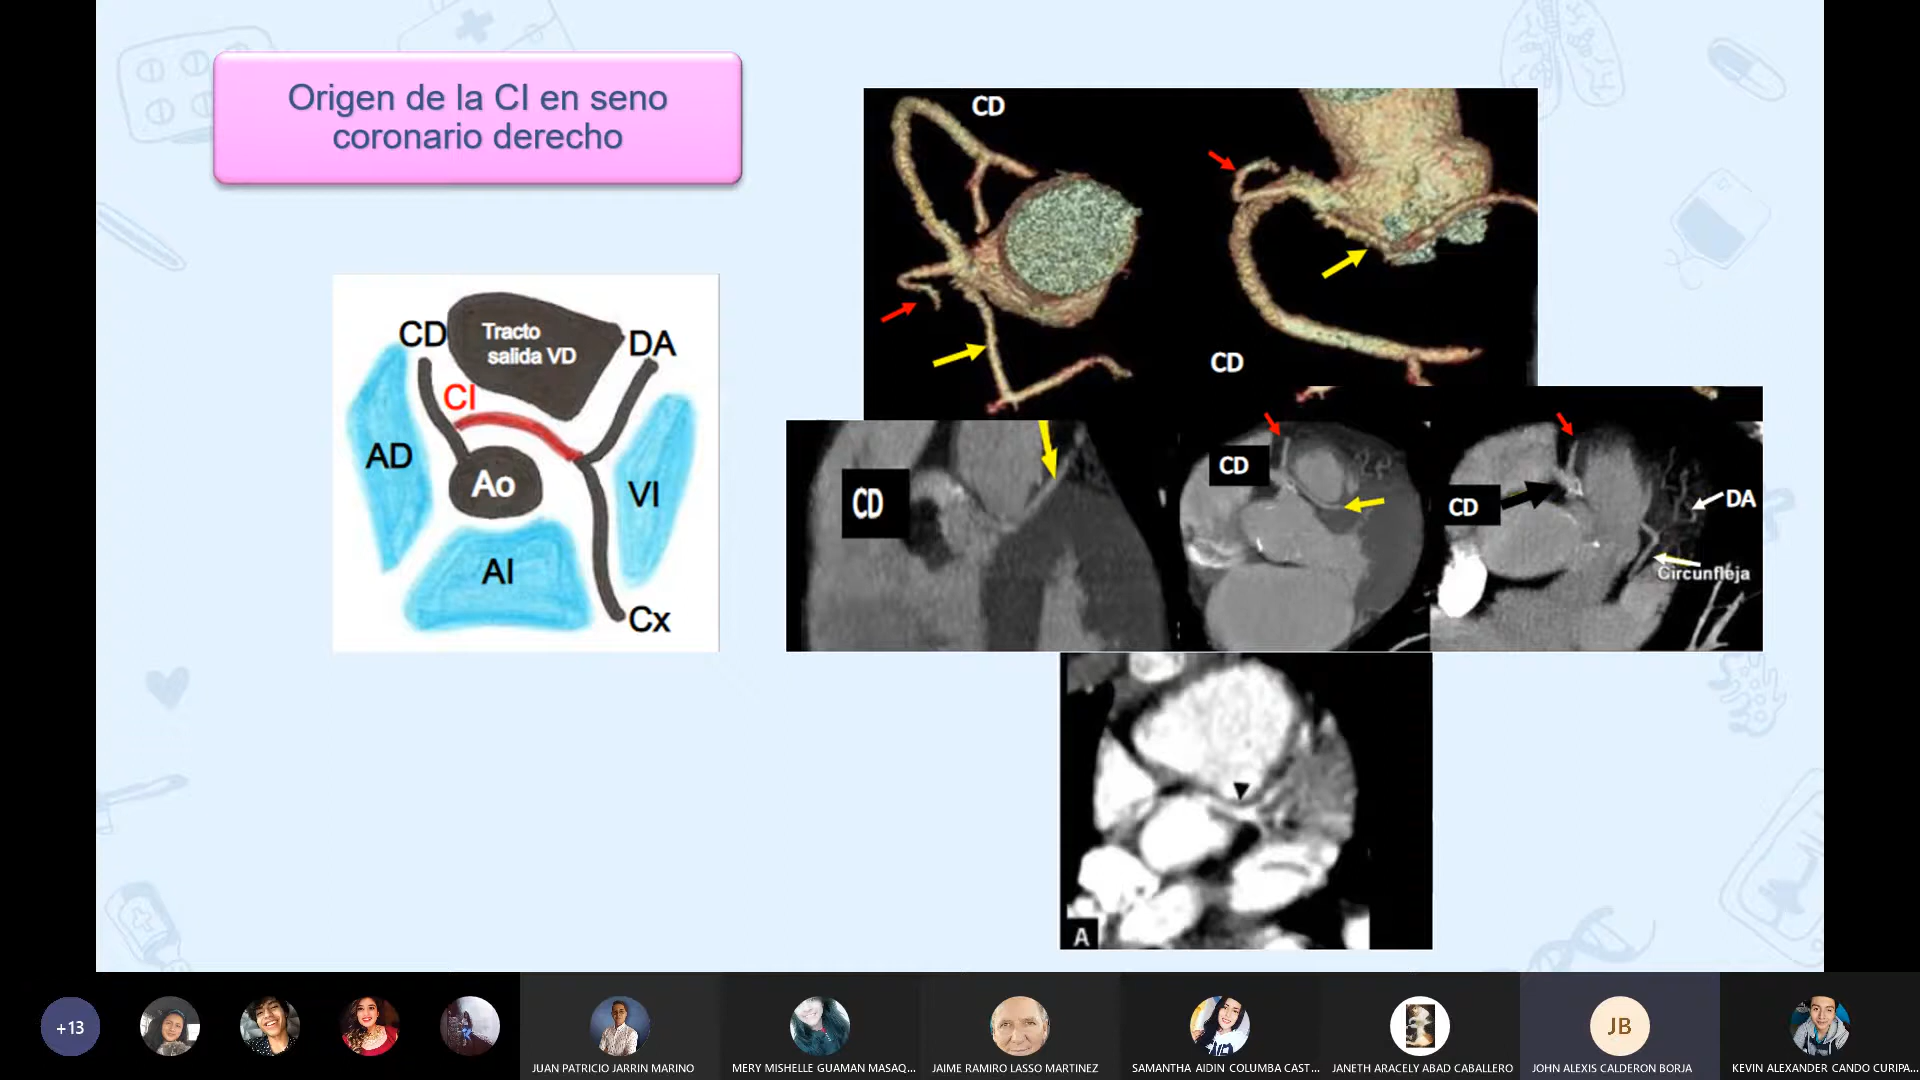 Origen de la CI en seno
coronario derecho
CD
CD
CD
Tracto
salida VD
DA
CI
AD
Ao
VI
AI
Cx
CD
CD
CD
DA
Circunfleja
A
+13
JUAN PATRICIO JARRIN MARINO
MERY MISHELLE GUAMAN MASAQ...
JAIME RAMIRO LASSO MARTINEZ
SAMANTHA AIDIN COLUMBA CAST...
JANETH ARACELY ABAD CABALLERO
JB
JOHN ALEXIS CALDERON BORJA
KEVIN ALEXANDER CANDO CURIPA...